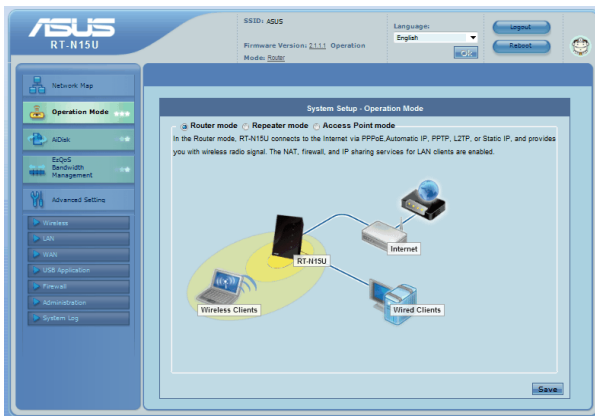 ASUS
RT-N15U
SSID: ASUS
Firmware Version: 2.1.1.1 Operation
Mode: Router
Language:
English
OK
Logout
Reboot
Network Map
Operation Mode
AiDisk
EzQoS
Bandwidth
Management
Advanced Setting
Wireless
LAN
WAN
USB Application
Firewall
Administration
System Log
System Setup - Operation Mode
Router mode Repeater mode Access Point mode
In the Router mode, RT-N15U connects to the Internet via PPPoE,Automatic IP, PPTP, L2TP, or Static IP, and provides
you with wireless radio signal. The NAT, firewall, and IP sharing services for LAN clients are enabled.
Internet
RT-N15U
Wireless Clients
Wired Clients
Save